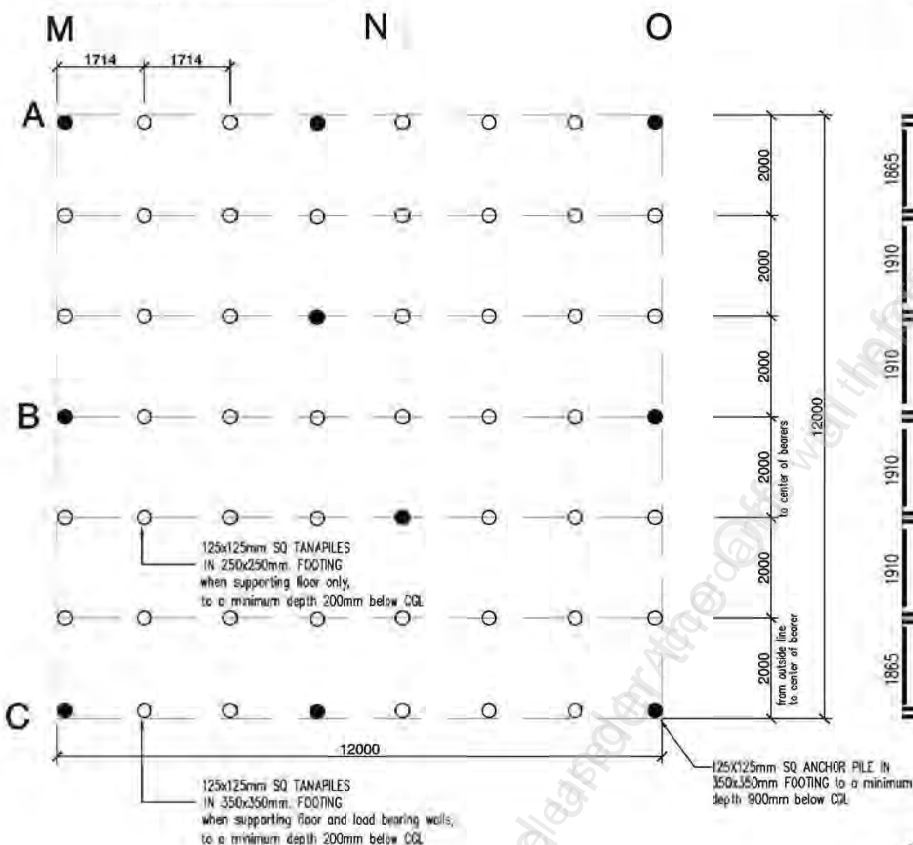 M N O
1714 1714
A
2000
1865
2000
1910
2000
1910
B
2000
to center of bearers
12000
1910
125x125mm SQ TANAPILES
IN 250x250mm. FOOTING
when supporting floor only,
to a minimum depth 200mm below CGL
2000
1910
2000
from outside line
to center of bearer
1865
C
12000
125x125mm SQ TANAPILES
IN 350x350mm. FOOTING
when supporting floor and load bearing walls,
to a minimum depth 200mm below CGL
125X125mm SQ ANCHOR PILE IN
350x350mm FOOTING to a minimum
depth 900mm below CGL